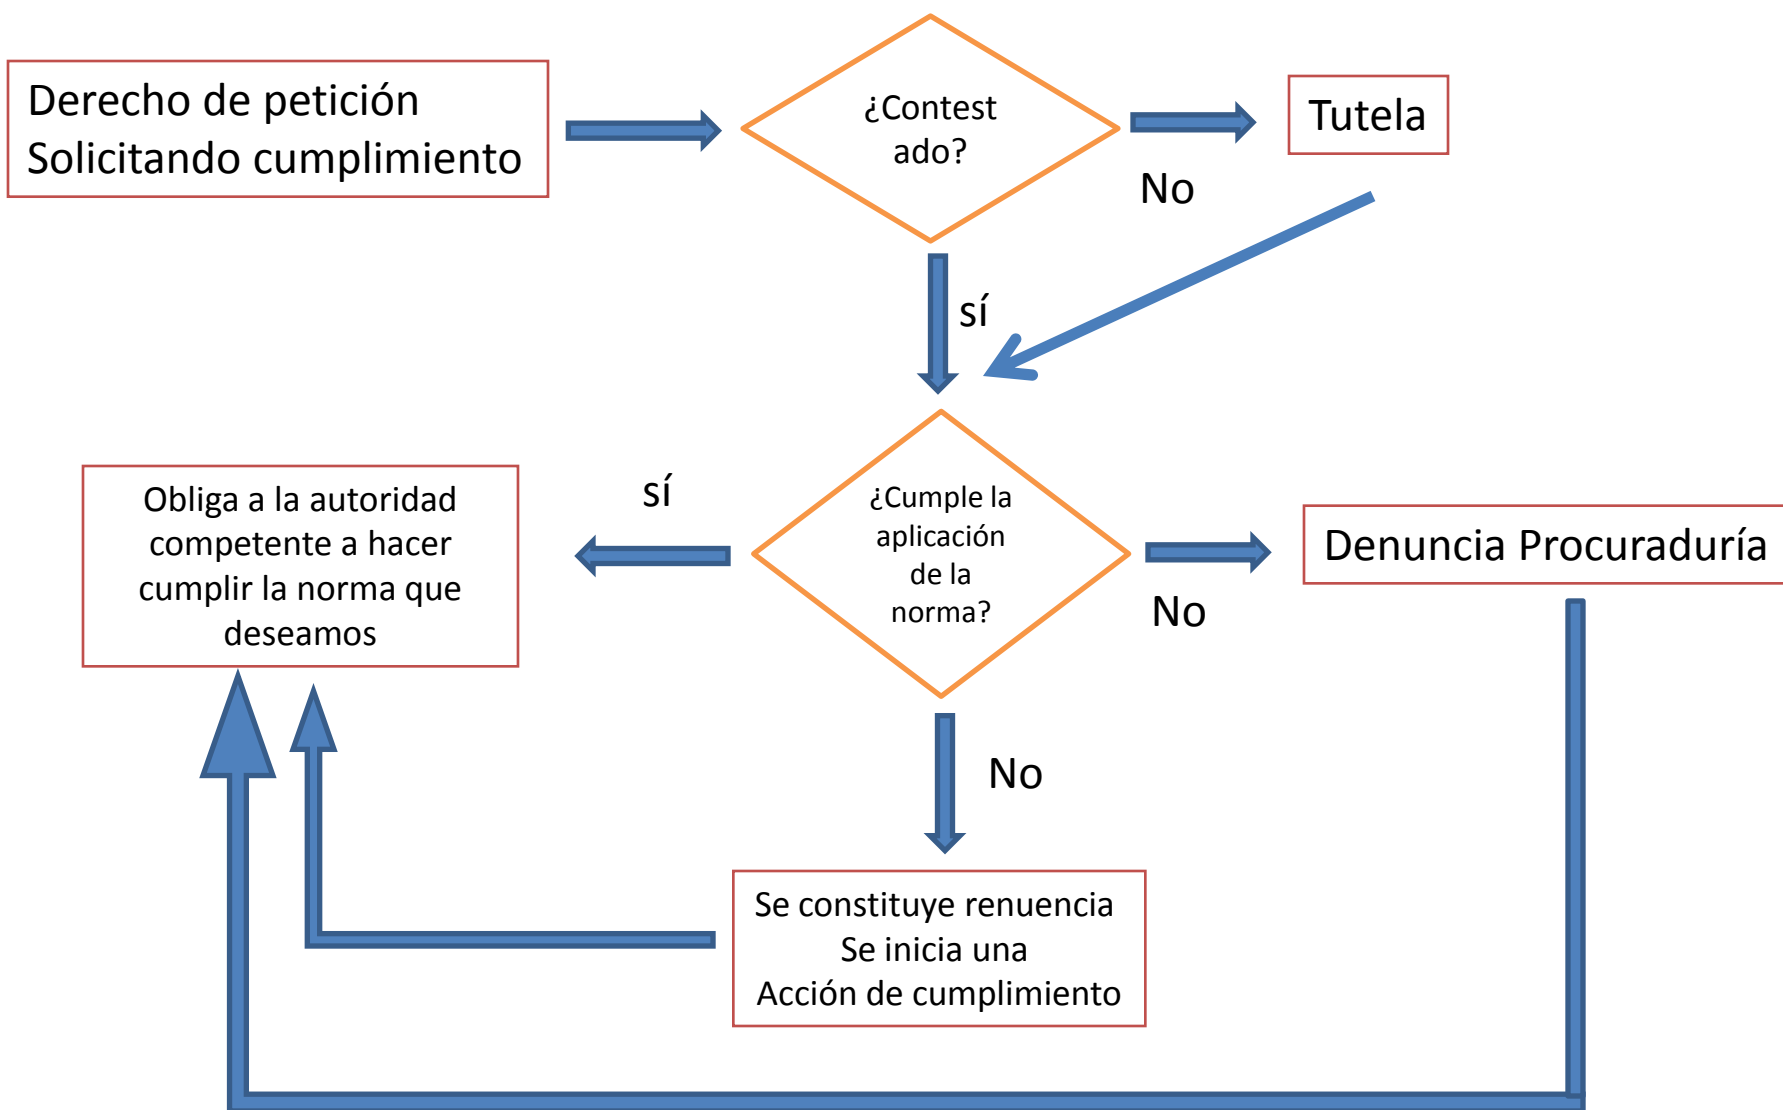 Derecho de petición
Solicitando cumplimiento
¿Contest
ado?
Tutela
No
sí
Obliga a la autoridad
competente a hacer
cumplir la norma que
deseamos
sí
¿Cumple la
aplicación
de la
norma?
Denuncia Procuraduría
No
No
Se constituye renuencia
Se inicia una
Acción de cumplimiento